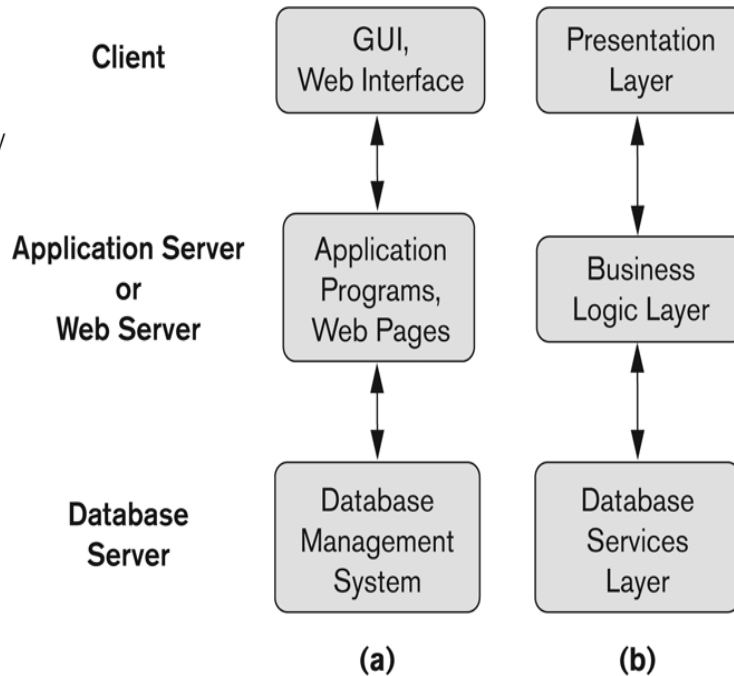 Client
GUI,
Web Interface
Presentation
Layer
/
Application Server
or
Web Server
Application
Programs,
Web Pages
Business
Logic Layer
Database
Server
Database
Management
System
Database
Services
Layer
(a)
(b)